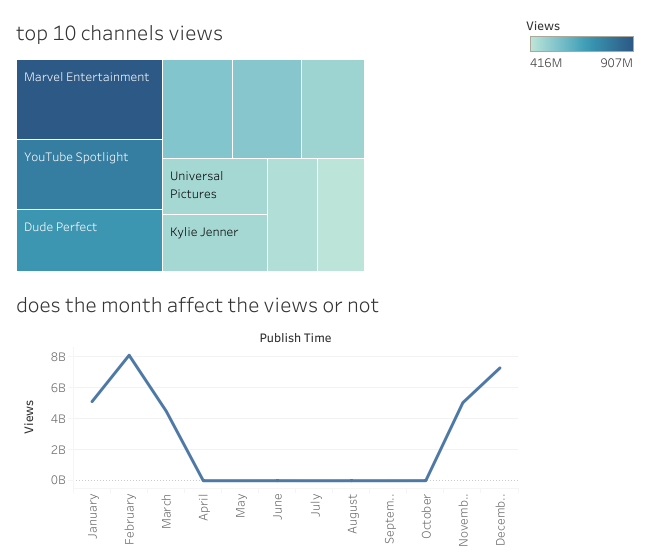 top 10 channels views
Views
416M 907M
Marvel Entertainment
YouTube Spotlight
Dude Perfect
Universal
Pictures
Kylie Jenner
does the month affect the views or not
Publish Time
Views
8B
6B
4B
2B
0B
January
February
March
April
May
June
July
August
Septem..
October
Novemb..
Decemb..